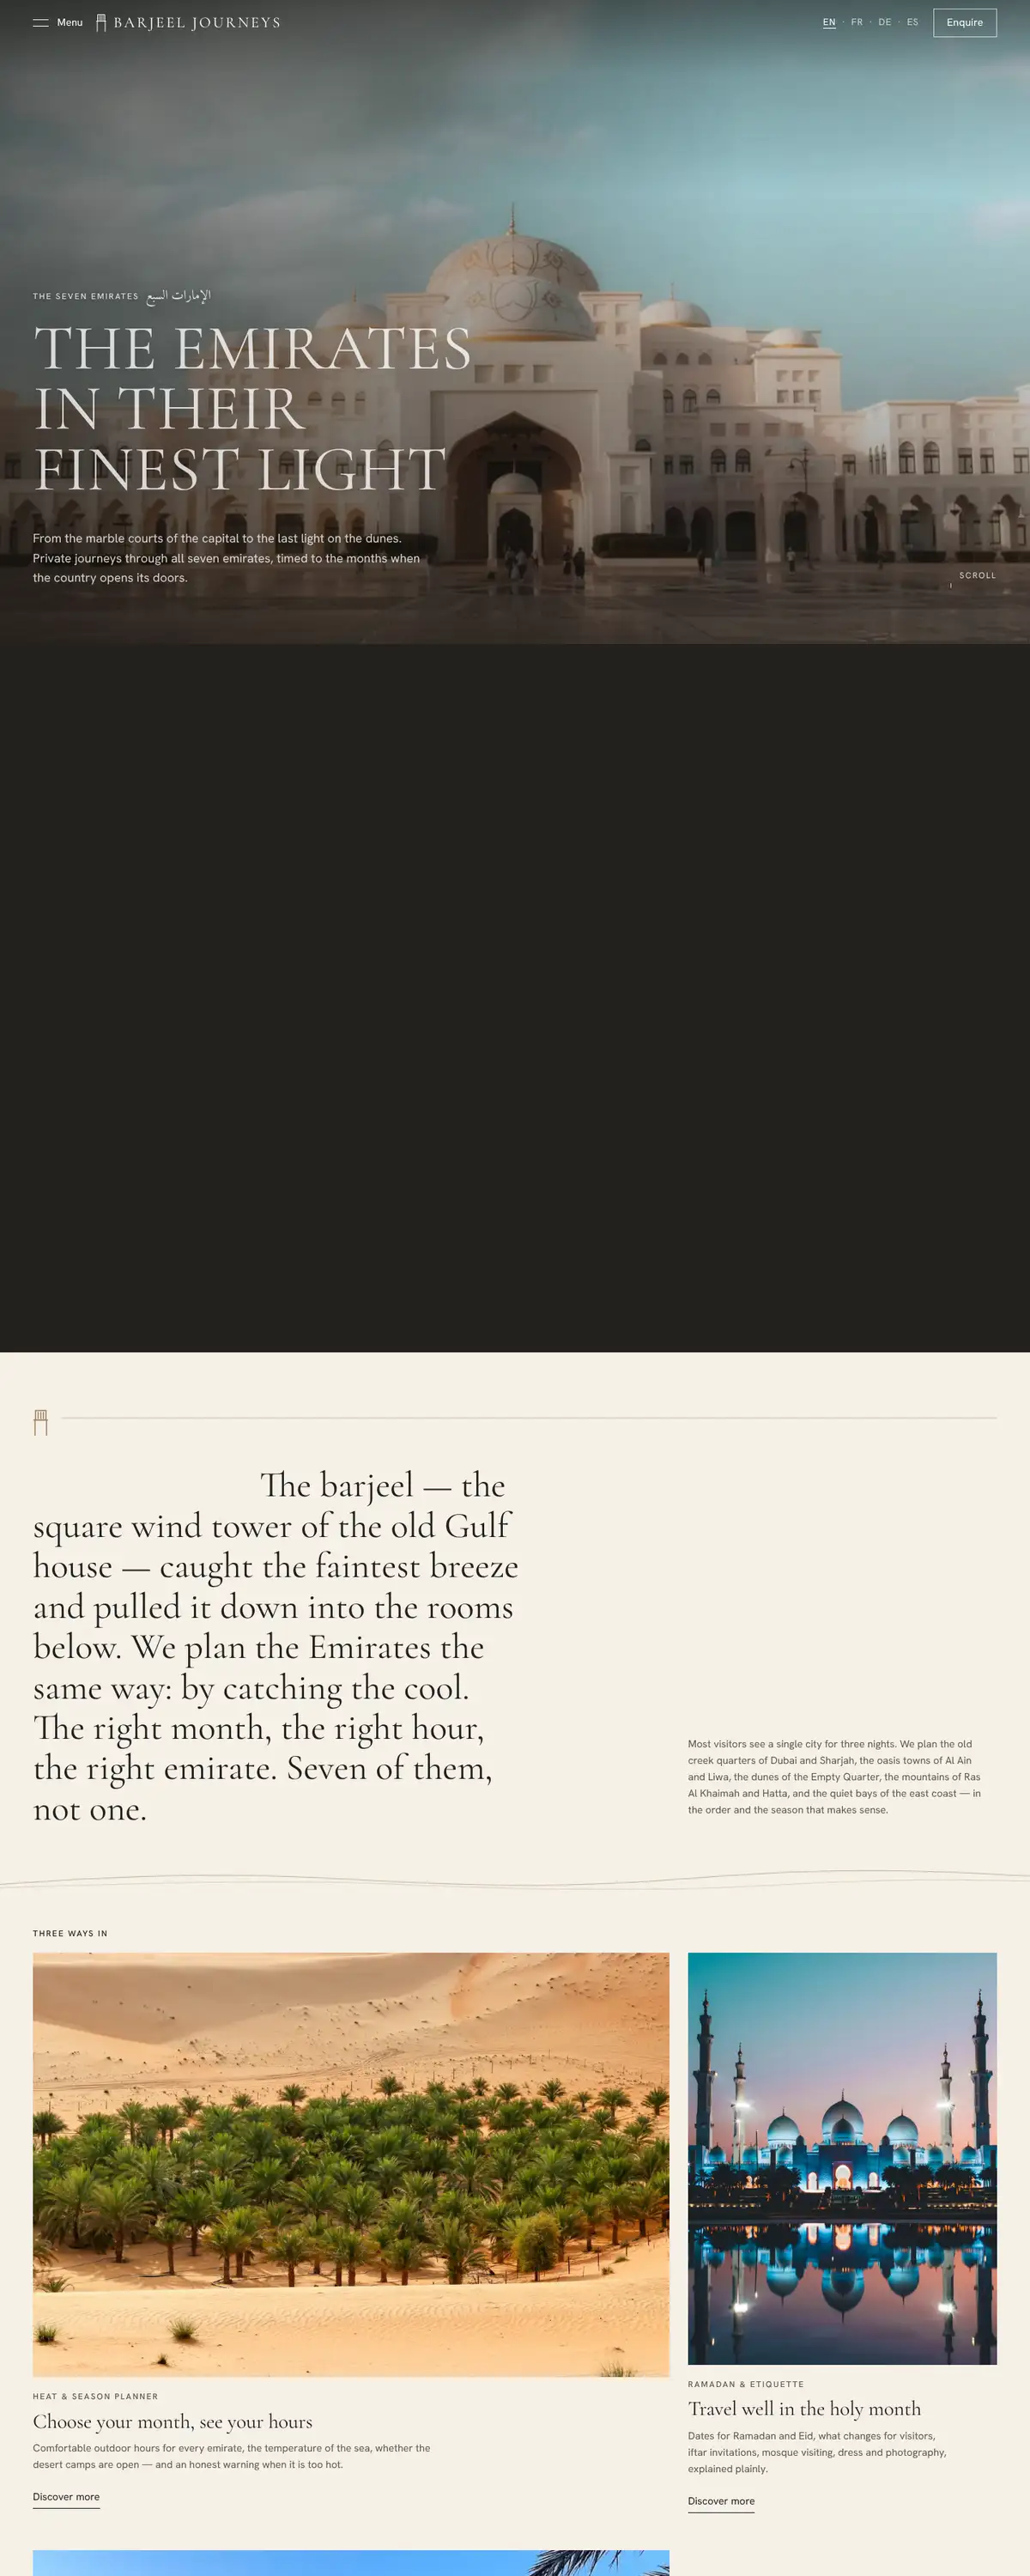 Menu
BARJEEL JOURNEYS
EN · FR · DE · ES
Enquire
THE SEVEN EMIRATES الإمارات السبع
THE EMIRATES
IN THEIR
FINEST LIGHT
From the marble courts of the capital to the last light on the dunes.
Private journeys through all seven emirates, timed to the months when
the country opens its doors.
SCROLL
The barjeel — the
square wind tower of the old Gulf
house — caught the faintest breeze
and pulled it down into the rooms
below. We plan the Emirates the
same way: by catching the cool.
The right month, the right hour,
the right emirate. Seven of them,
not one.
Most visitors see a single city for three nights. We plan the old
creek quarters of Dubai and Sharjah, the oasis towns of Al Ain
and Liwa, the dunes of the Empty Quarter, the mountains of Ras
Al Khaimah and Hatta, and the quiet bays of the east coast — in
the order and the season that makes sense.
THREE WAYS IN
HEAT & SEASON PLANNER
Choose your month, see your hours
Comfortable outdoor hours for every emirate, the temperature of the sea, whether the
desert camps are open — and an honest warning when it is too hot.
Discover more
RAMADAN & ETIQUETTE
Travel well in the holy month
Dates for Ramadan and Eid, what changes for visitors,
iftar invitations, mosque visiting, dress and photography,
explained plainly.
Discover more